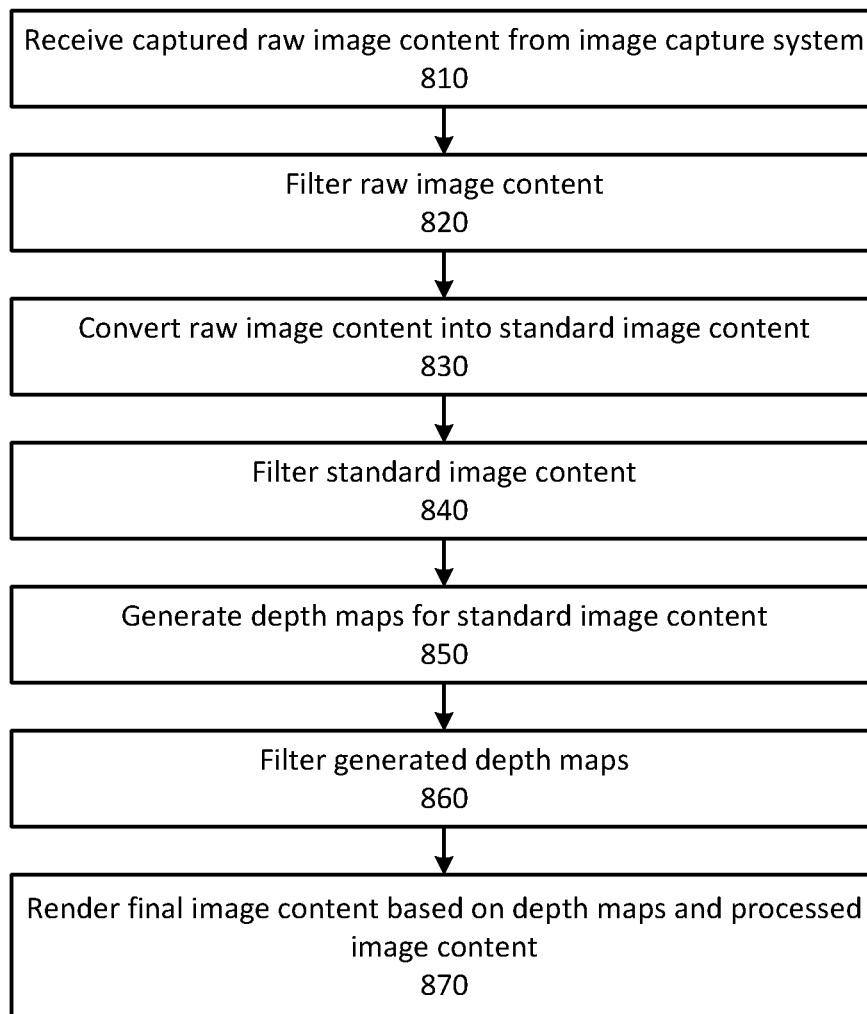 Receive captured raw image content from image capture system
810
Filter raw image content
820
Convert raw image content into standard image content
830
Filter standard image content
840
Generate depth maps for standard image content
850
Filter generated depth maps
860
Render final image content based on depth maps and processed
image content
870